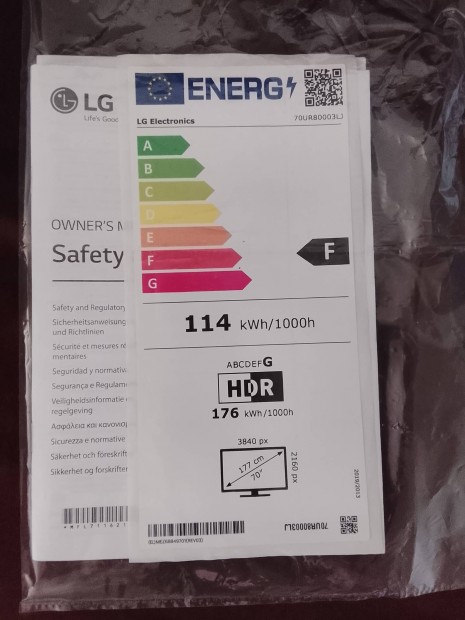 LG
Life's Good
OWNER'S M
Safety
Safety and Regulatory
Sicherheitsanweisung
und Richtlinien
Sécurité et mesures re
mentaires
Seguridad y normativ
Segurança e Regulam
Veiligheidsinformatie e
regelgeving
Ασφάλεια και κανονισ
Sicurezza e normative
Säkerhet och föreskrift
Sikkerhet og forskrifter
ENERG
LG Electronics
70UR80003LJ
A
B
C
D
E
F
G
F
114 kWh/1000h
ABCDEFG
HDR
176 kWh/1000h
3840 px
177 cm
70"
2160 px
2019/2013
70UR80003LJ